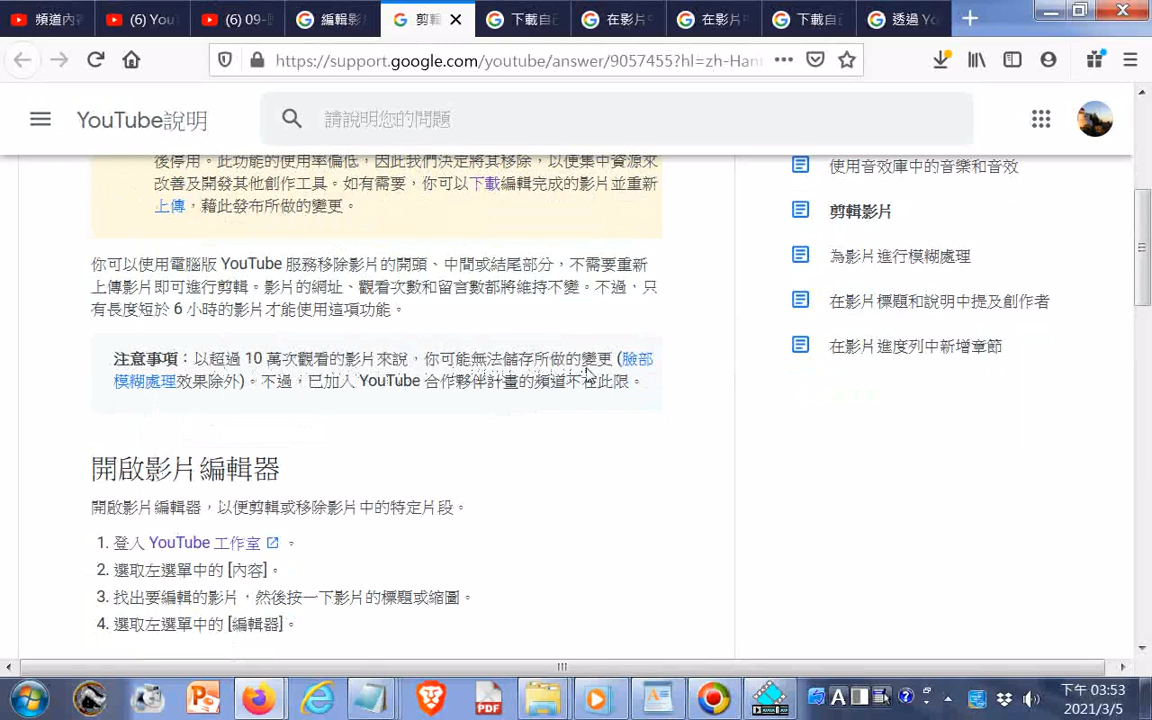 頻道內
(6) You
(6) 09-
編輯影
剪輯
下載自
在影片
在影片
下載自
透過 Yo
https://support.google.com/youtube/answer/9057455?hl=zh-Han
YouTube說明
請說明您的問題
後停用。此功能的使用率偏低，因此我們決定將其移除，以便集中資源來
改善及開發其他創作工具。如有需要，你可以下載編輯完成的影片並重新
上傳，藉此發布所做的變更。
你可以使用電腦版 YouTube 服務移除影片的開頭、中間或結尾部分，不需要重新
上傳影片即可進行剪輯。影片的網址、觀看次數和留言數都將維持不變。不過，只
有長度短於 6 小時的影片才能使用這項功能。
注意事項：以超過 10 萬次觀看的影片來說，你可能無法儲存所做的變更 (臉部
模糊處理效果除外)。不過，已加入 YouTube 合作夥伴計畫的頻道不在此限。
開啟影片編輯器
開啟影片編輯器，以便剪輯或移除影片中的特定片段。
1. 登入 YouTube 工作室 。
2. 選取左選單中的 [內容]。
3. 找出要編輯的影片，然後按一下影片的標題或縮圖。
4. 選取左選單中的 [編輯器]。
使用音效庫中的音樂和音效
剪輯影片
為影片進行模糊處理
在影片標題和說明中提及創作者
在影片進度列中新增章節
PDF
A
下午 03:53
2021/3/5